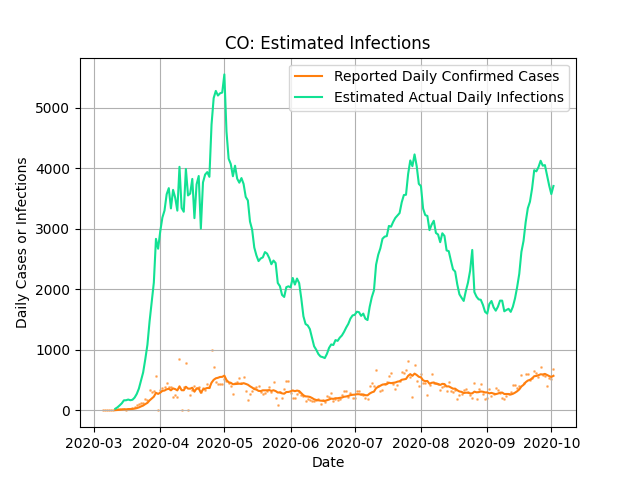 CO: Estimated Infections
Reported Daily Confirmed Cases
Estimated Actual Daily Infections
Daily Cases or Infections
5000
4000
3000
2000
1000
0
2020-03 2020-04 2020-05 2020-06 2020-07 2020-08 2020-09 2020-10
Date